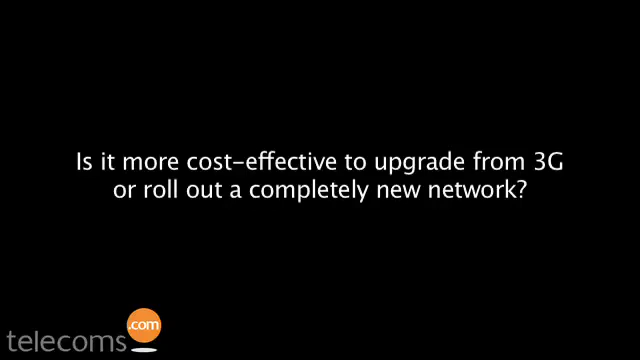 Is it more cost-effective to upgrade from 3G
or roll out a completely new network?
telecoms.com